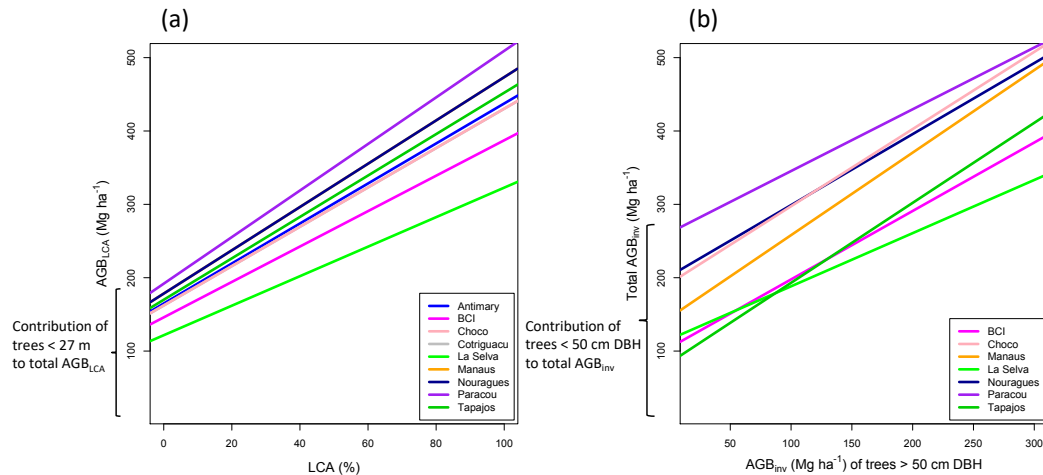 (a)
(b)
500
400
300
200
100
AGB_LCA (Mg ha⁻¹)
Contribution of
trees < 27 m
to total AGB_LCA
Antimary
BCI
Choco
Cotriguacu
La Selva
Manaus
Nouragues
Paracou
Tapajos
0 20 40 60 80 100
LCA (%)
500
400
300
200
100
Total AGB_inv (Mg ha⁻¹)
Contribution of
trees < 50 cm DBH
to total AGB_inv
BCI
Choco
Manaus
La Selva
Nouragues
Paracou
Tapajos
50 100 150 200 250 300
AGB_inv (Mg ha⁻¹) of trees > 50 cm DBH